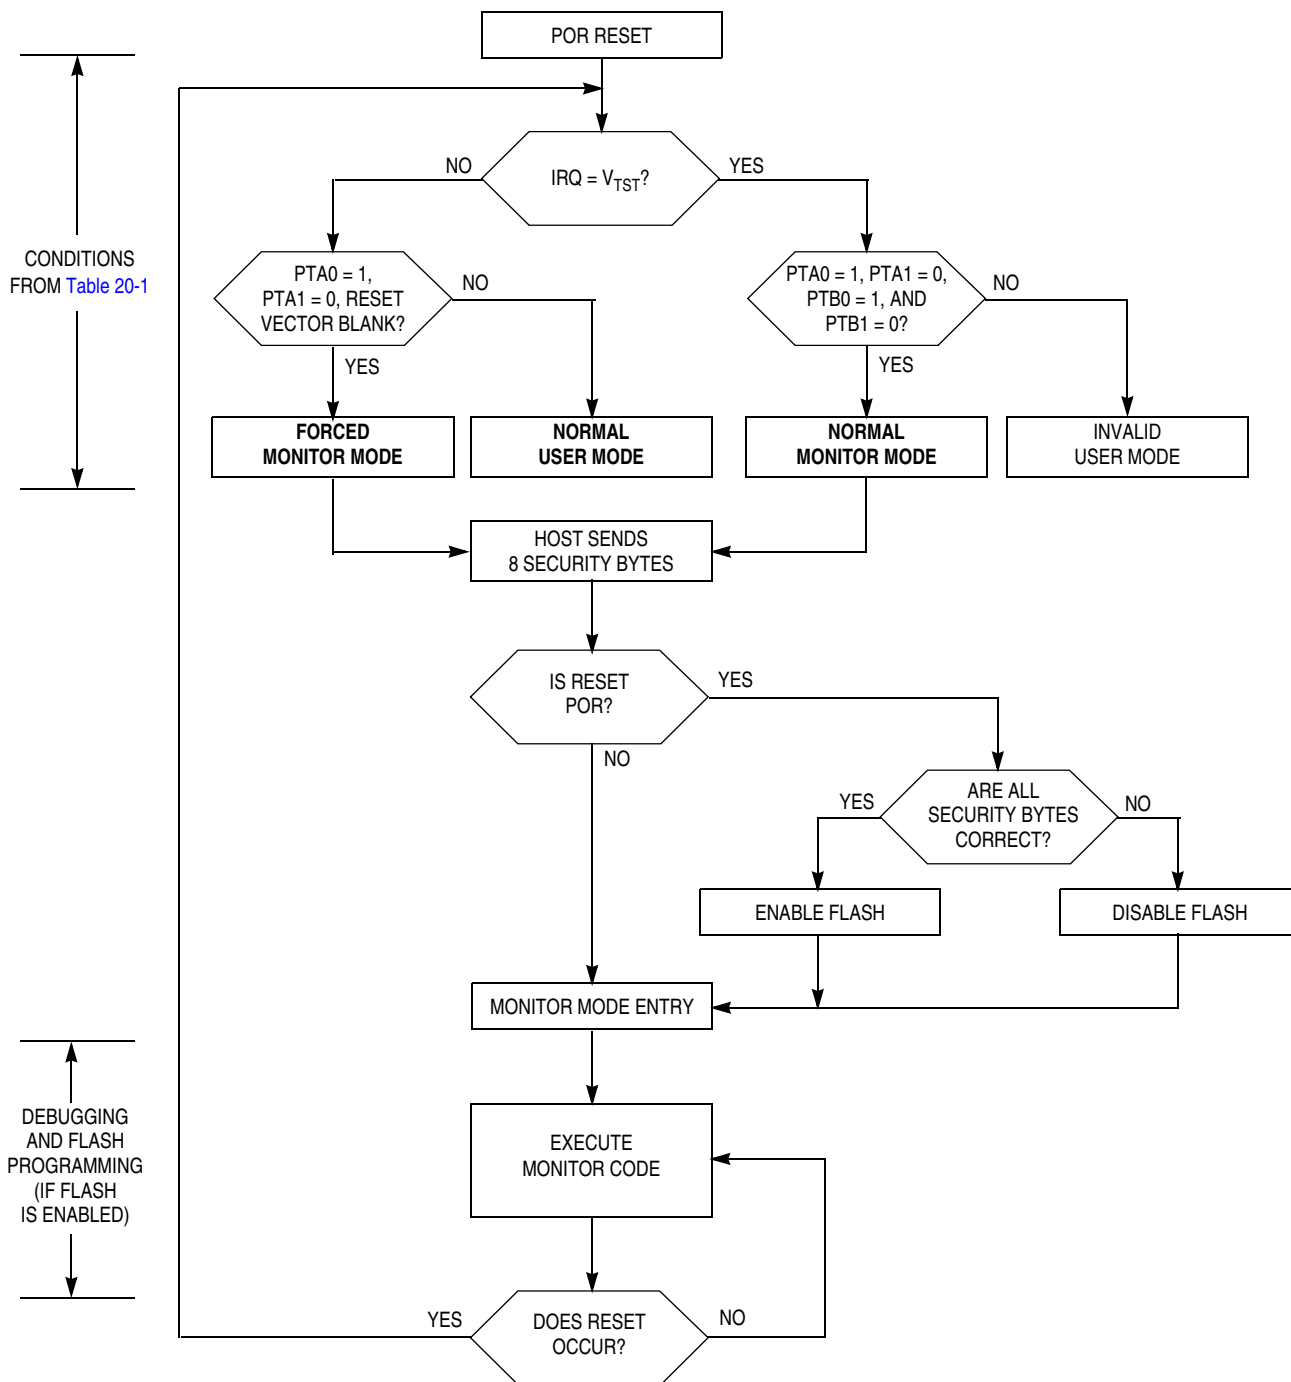 POR RESET
NO
IRQ = VTST?
YES
CONDITIONS
FROM Table 20-1
PTA0 = 1,
PTA1 = 0, RESET
VECTOR BLANK?
NO
YES
PTA0 = 1, PTA1 = 0,
PTB0 = 1, AND
PTB1 = 0?
NO
YES
FORCED
MONITOR MODE
NORMAL
USER MODE
NORMAL
MONITOR MODE
INVALID
USER MODE
HOST SENDS
8 SECURITY BYTES
IS RESET
POR?
YES
NO
YES
ARE ALL
SECURITY BYTES
CORRECT?
NO
ENABLE FLASH
DISABLE FLASH
MONITOR MODE ENTRY
DEBUGGING
AND FLASH
PROGRAMMING
(IF FLASH
IS ENABLED)
EXECUTE
MONITOR CODE
YES
DOES RESET
OCCUR?
NO